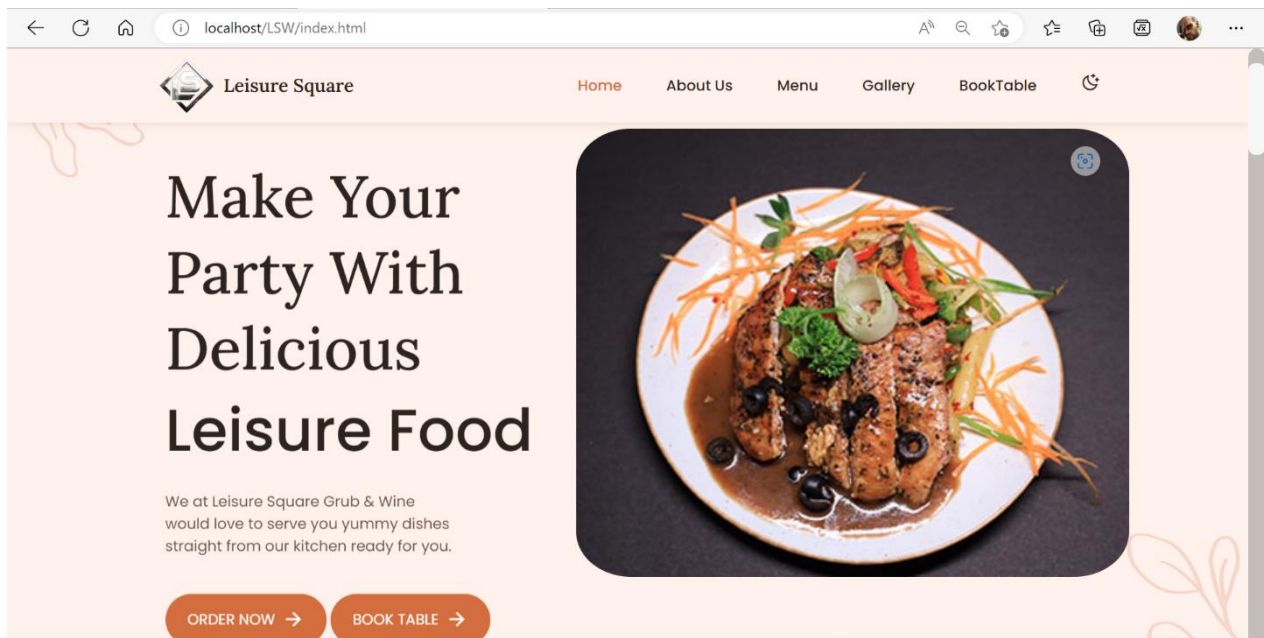 localhost/LSW/index.html
Leisure Square
Home About Us Menu Gallery BookTable
Make Your
Party With
Delicious
Leisure Food
We at Leisure Square Grub & Wine
would love to serve you yummy dishes
straight from our kitchen ready for you.
ORDER NOW → BOOK TABLE →